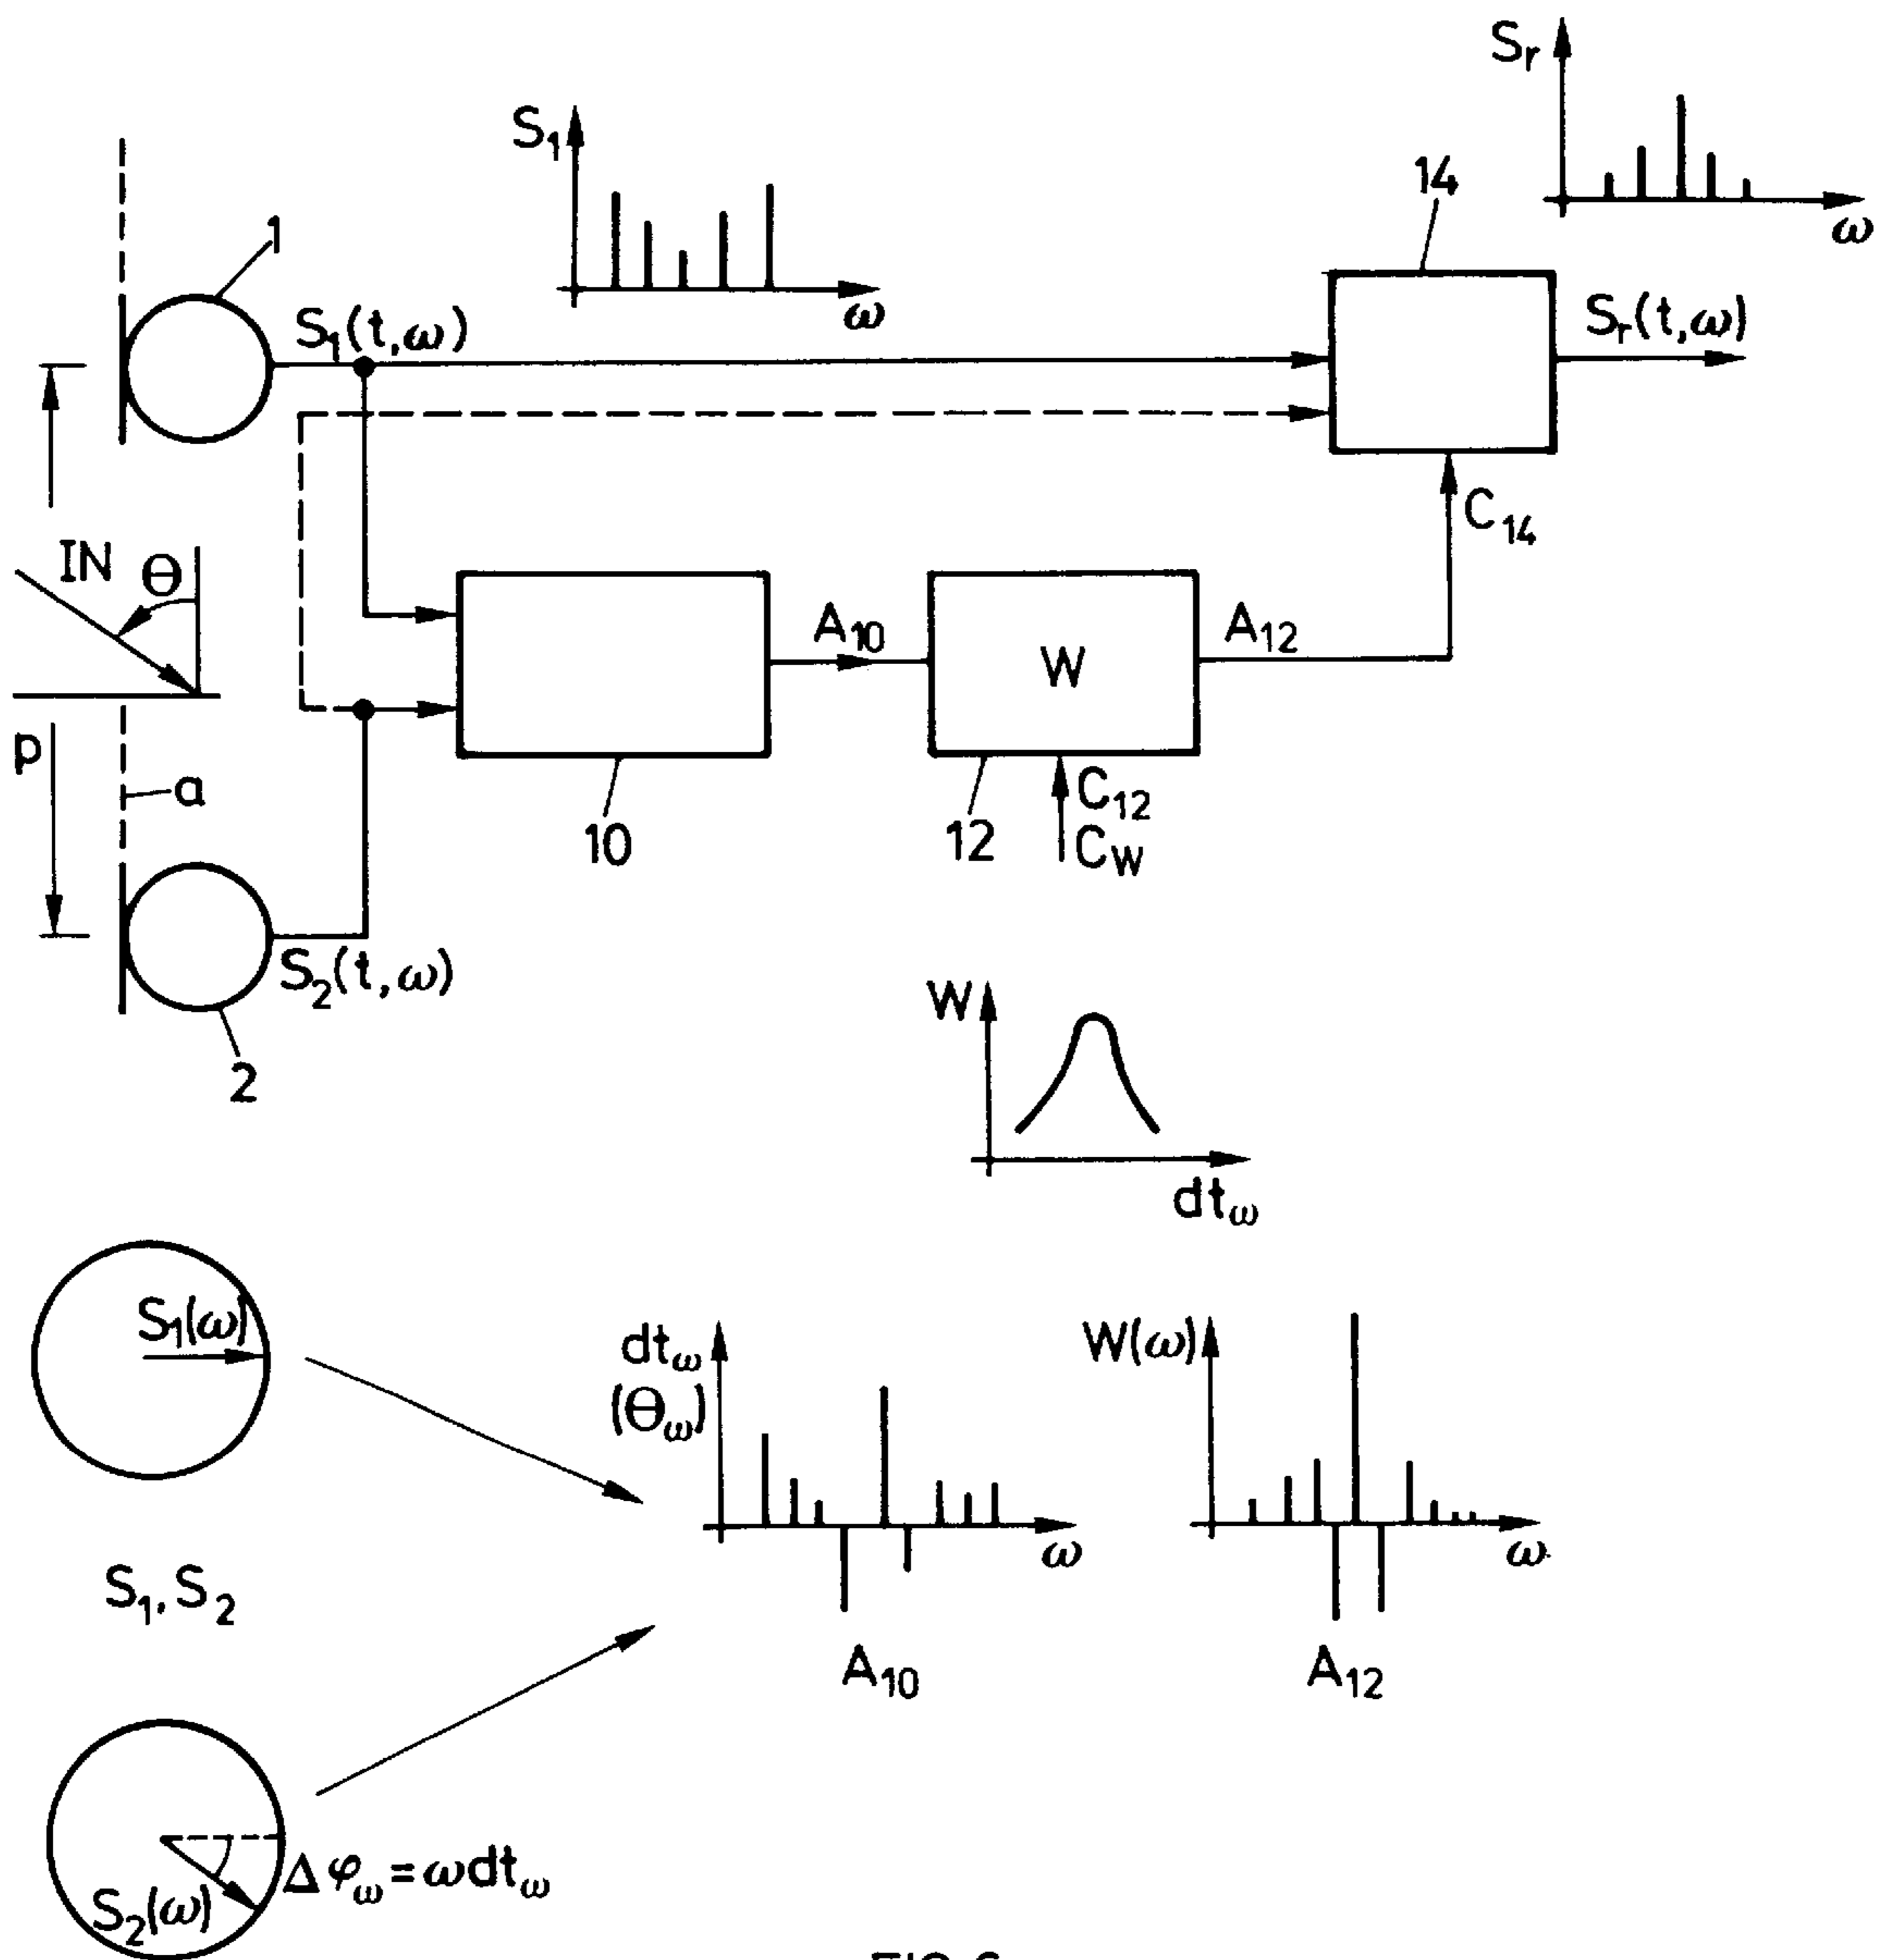 Sr
ω
S1
ω
14
1
S1(t,ω)
Sr(t,ω)
C14
IN
Θ
A10
W
A12
p
a
10
12
C12
CW
S2(t,ω)
2
W
dtω
S1(ω)
dtω
(Θω)
ω
W(ω)
ω
S1, S2
A10
A12
S2(ω)
Δφω=ωdtω